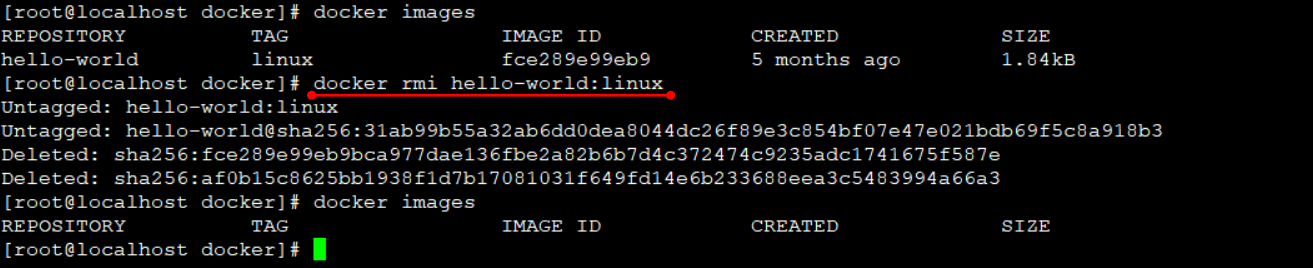 [root@localhost docker]# docker images
REPOSITORY TAG IMAGE ID CREATED SIZE
hello-world linux fce289e99eb9 5 months ago 1.84kB
[root@localhost docker]# docker rmi hello-world:linux
Untagged: hello-world:linux
Untagged: hello-world@sha256:31ab99b55a32ab6dd0dea8044dc26f89e3c854bf07e47e021bdb69f5c8a918b3
Deleted: sha256:fce289e99eb9bca977dae136fbe2a82b6b7d4c372474c9235adc1741675f587e
Deleted: sha256:af0b15c8625bb1938f1d7b17081031f649fd14e6b233688eea3c5483994a66a3
[root@localhost docker]# docker images
REPOSITORY TAG IMAGE ID CREATED SIZE
[root@localhost docker]#